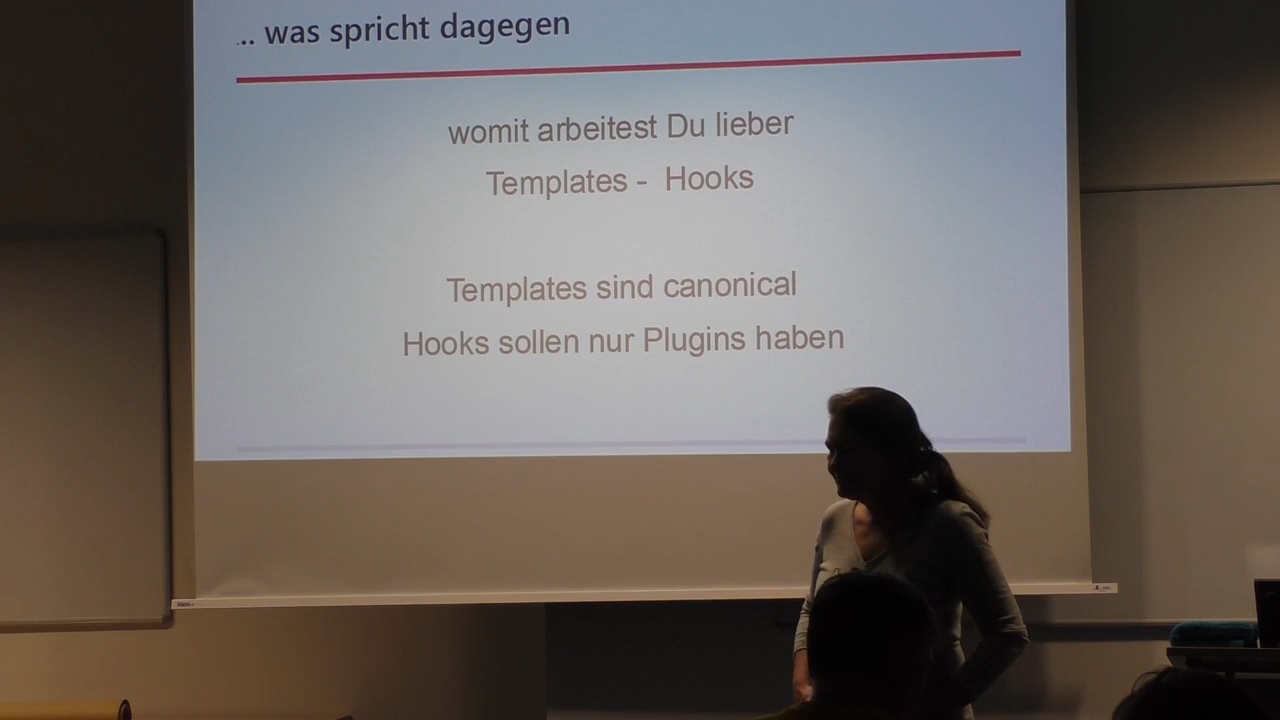 ... was spricht dagegen
womit arbeitest Du lieber
Templates - Hooks
Templates sind canonical
Hooks sollen nur Plugins haben